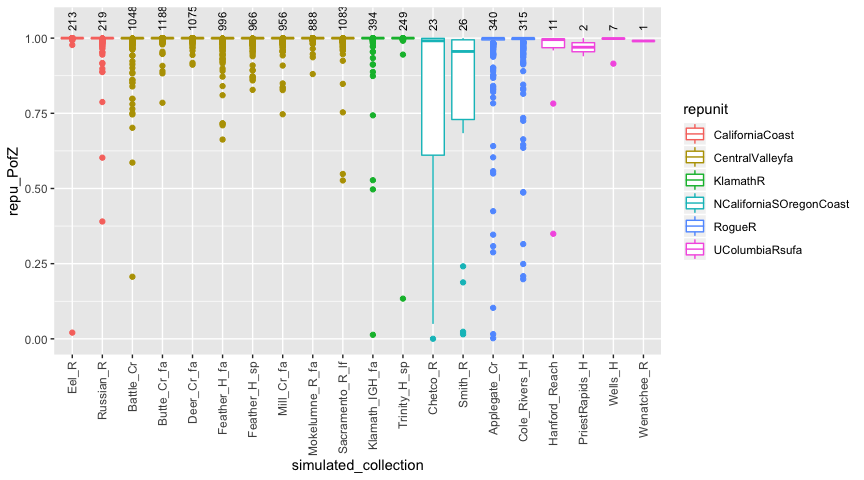 213 219 1048 1188 1075 996 966 956 888 1083 394 249 23 26 340 315 11 2 7 1
1.00
0.75
0.50
0.25
0.00
repu_PofZ
Eel_R Russian_R Battle_Cr Butte_Cr_fa Deer_Cr_fa Feather_H_fa Feather_H_sp Mill_Cr_fa Mokelumne_R_fa Sacramento_R_lf Klamath_IGH_fa Trinity_H_sp Chetco_R Smith_R Applegate_Cr Cole_Rivers_H Hanford_Reach PriestRapids_H Wells_H Wenatchee_R
simulated_collection
repunit
CaliforniaCoast
CentralValleyfa
KlamathR
NCaliforniaSOregonCoast
RogueR
UColumbiaRsufa